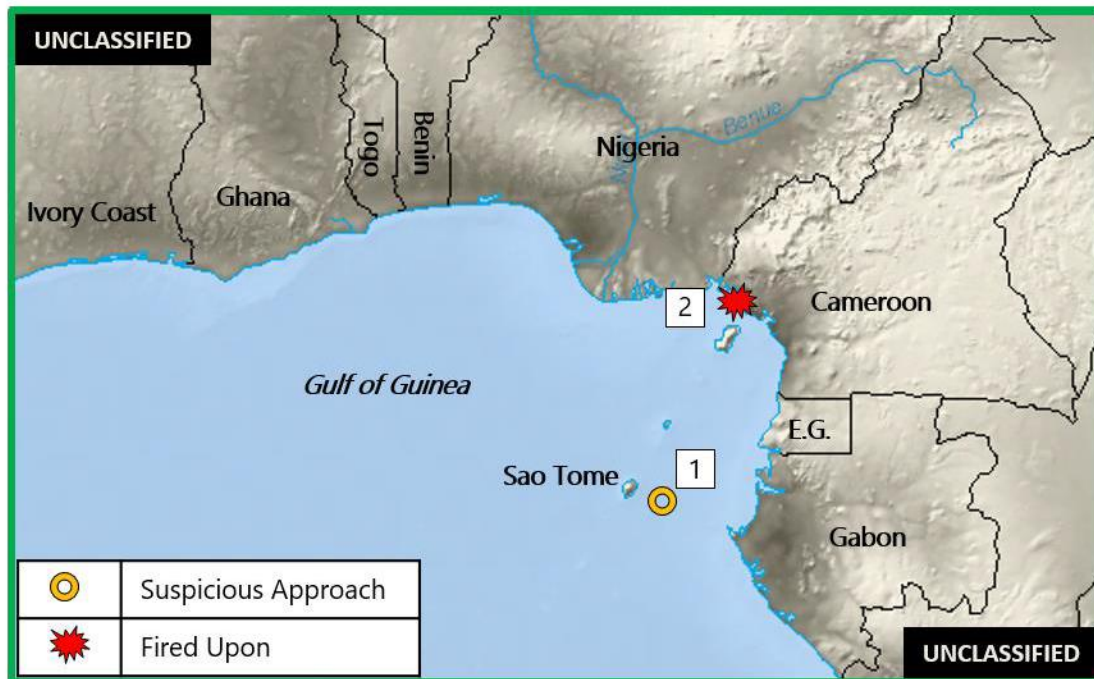 UNCLASSIFIED
Togo
Benin
Nigeria
Benue
Ghana
Ivory Coast
2
Cameroon
Gulf of Guinea
E.G.
1
Sao Tome
Gabon
Suspicious Approach
Fired Upon
UNCLASSIFIED